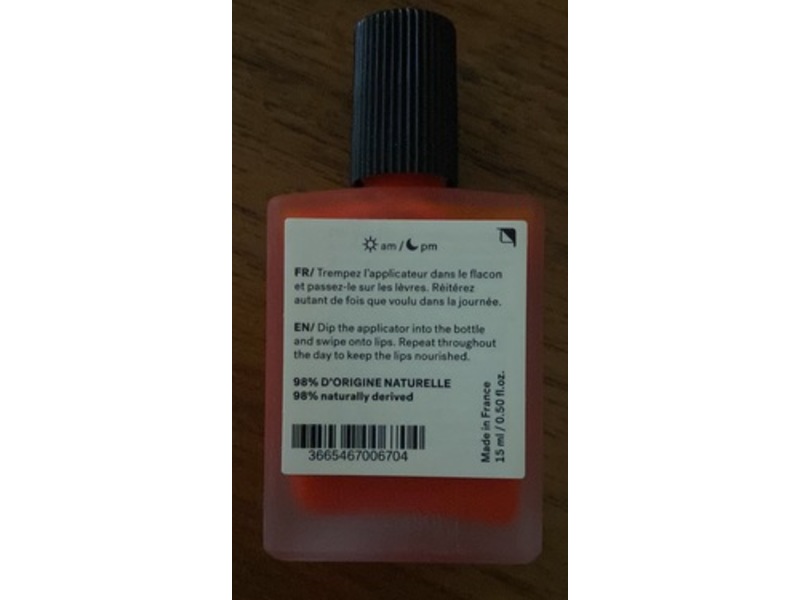 am / pm
FR/ Trempez l'applicateur dans le flacon
et passez-le sur les lèvres. Réitérez
autant de fois que voulu dans la journée.
EN/ Dip the applicator into the bottle
and swipe onto lips. Repeat throughout
the day to keep the lips nourished.
98% D'ORIGINE NATURELLE
98% naturally derived
3665467006704
Made in France
15 ml / 0.50 fl.oz.